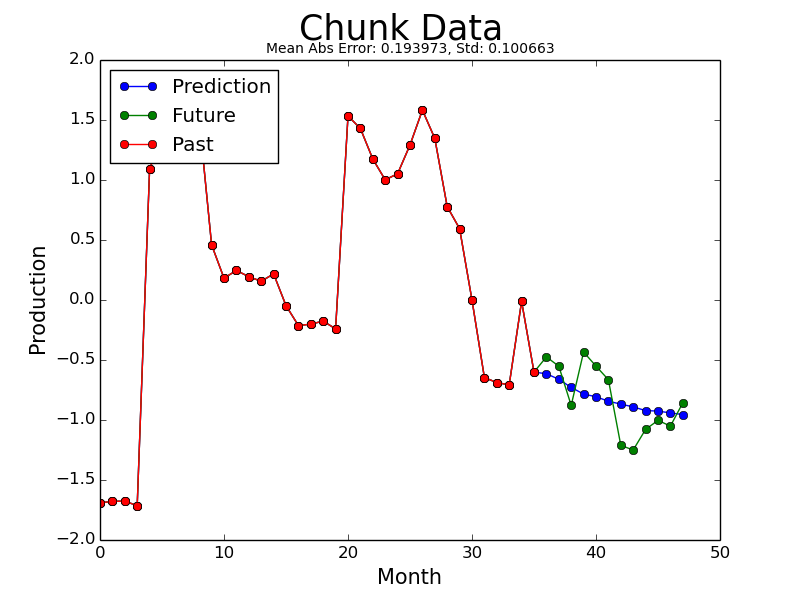 Chunk Data
Mean Abs Error: 0.193973, Std: 0.100663
Prediction
Future
Past
2.0
1.5
1.0
0.5
0.0
−0.5
−1.0
−1.5
−2.0
Production
0 10 20 30 40 50
Month